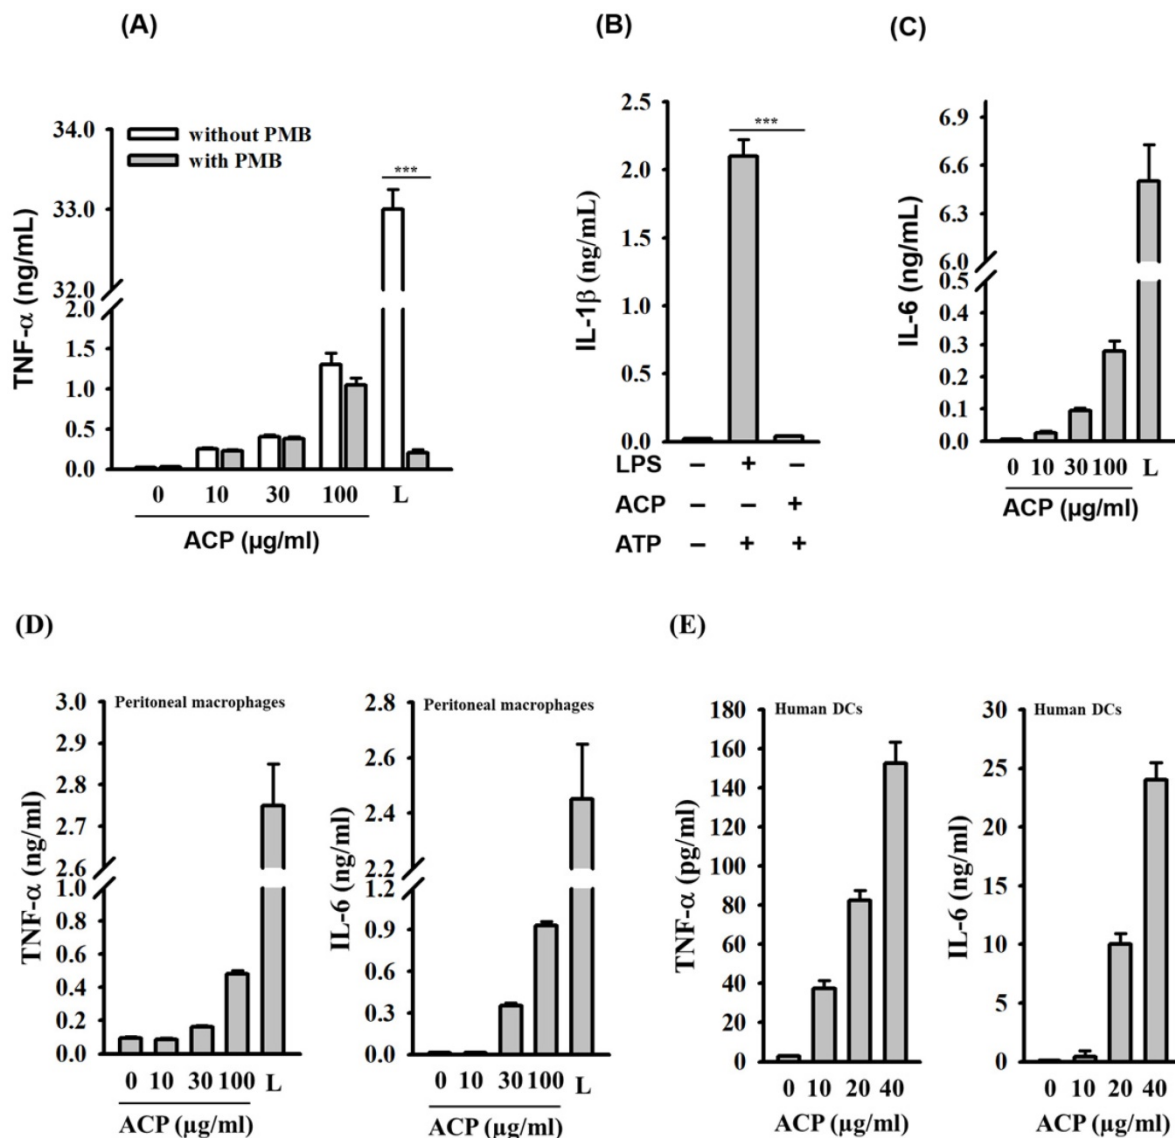 (A)
34.0
33.0
32.0
2.0
1.5
1.0
0.5
0.0
TNF-α (ng/mL)
without PMB
with PMB
***
0 10 30 100 L
ACP (μg/ml)
(B)
2.5
2.0
1.5
1.0
0.5
0.0
IL-1β (ng/mL)
***
LPS – + –
ACP – – +
ATP – + +
(C)
6.9
6.6
6.3
6.0
0.5
0.4
0.3
0.2
0.1
0.0
IL-6 (ng/mL)
0 10 30 100 L
ACP (μg/ml)
(D)
Peritoneal macrophages
3.0
2.9
2.8
2.7
2.6
1.0
0.8
0.6
0.4
0.2
0.0
TNF-α (ng/ml)
0 10 30 100 L
ACP (μg/ml)
Peritoneal macrophages
2.8
2.6
2.4
2.2
1.2
0.9
0.6
0.3
0.0
IL-6 (ng/ml)
0 10 30 100 L
ACP (μg/ml)
(E)
Human DCs
180
160
140
120
100
80
60
40
20
0
TNF-α (pg/ml)
0 10 20 40
ACP (μg/ml)
Human DCs
30
25
20
15
10
5
0
IL-6 (ng/ml)
0 10 20 40
ACP (μg/ml)